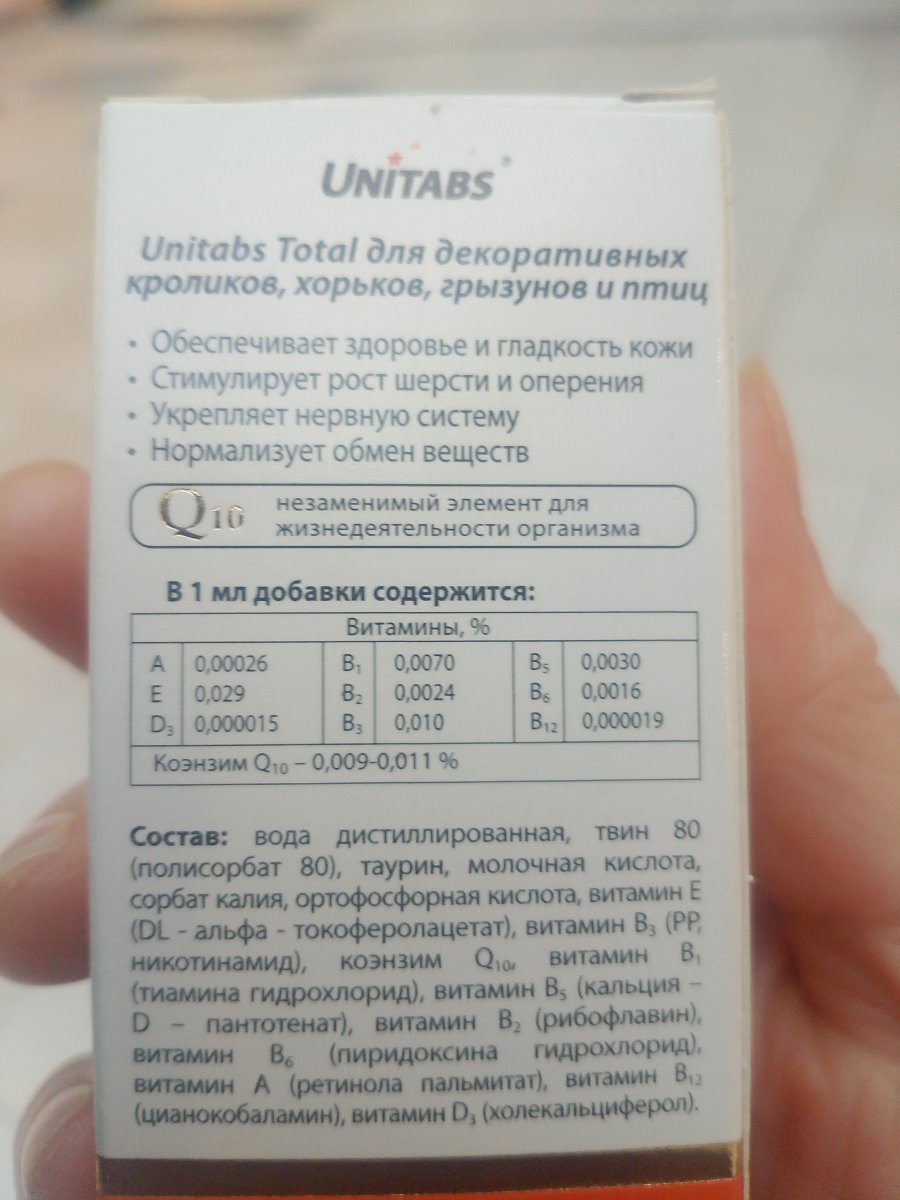 UNITABS®
Unitabs Total для декоративных
кроликов, хорьков, грызунов и птиц
• Обеспечивает здоровье и гладкость кожи
• Стимулирует рост шерсти и оперения
• Укрепляет нервную систему
• Нормализует обмен веществ
Q10 незаменимый элемент для
жизнедеятельности организма
В 1 мл добавки содержится:
Витамины, %
A 0,00026 B₁ 0,0070 B₅ 0,0030
E 0,029 B₂ 0,0024 B₆ 0,0016
D₃ 0,000015 B₃ 0,010 B₁₂ 0,000019
Коэнзим Q₁₀ – 0,009-0,011 %
Состав: вода дистиллированная, твин 80
(полисорбат 80), таурин, молочная кислота,
сорбат калия, ортофосфорная кислота, витамин Е
(DL - альфа - токоферолацетат), витамин B₃ (PP,
никотинамид), коэнзим Q₁₀, витамин B₁
(тиамина гидрохлорид), витамин B₅ (кальция –
D – пантотенат), витамин B₂ (рибофлавин),
витамин B₆ (пиридоксина гидрохлорид),
витамин А (ретинола пальмитат), витамин B₁₂
(цианокобаламин), витамин D₃ (холекальциферол).